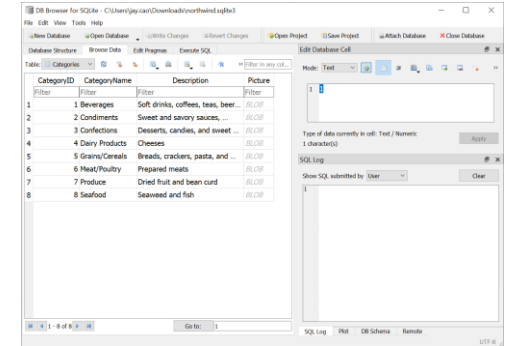 DB Browser for SQLite - C:\Users\jay.cao\Downloads\northwind.sqlite3
File Edit View Tools Help
New Database Open Database Write Changes Revert Changes Open Project Save Project Attach Database Close Database
Database Structure Browse Data Edit Pragmas Execute SQL
Edit Database Cell
Table: Categories Filter in any col...
Mode: Text
CategoryID CategoryName Description Picture
Filter Filter Filter Filter
1 1 Beverages Soft drinks, coffees, teas, beer... BLOB
2 2 Condiments Sweet and savory sauces, ... BLOB
3 3 Confections Desserts, candies, and sweet ... BLOB
4 4 Dairy Products Cheeses BLOB
5 5 Grains/Cereals Breads, crackers, pasta, and ... BLOB
6 6 Meat/Poultry Prepared meats BLOB
7 7 Produce Dried fruit and bean curd BLOB
8 8 Seafood Seaweed and fish BLOB
1 1
Type of data currently in cell: Text / Numeric
1 character(s)
Apply
SQL Log
Show SQL submitted by User Clear
1
1 - 8 of 8 Go to: 1
SQL Log Plot DB Schema Remote
UTF-8